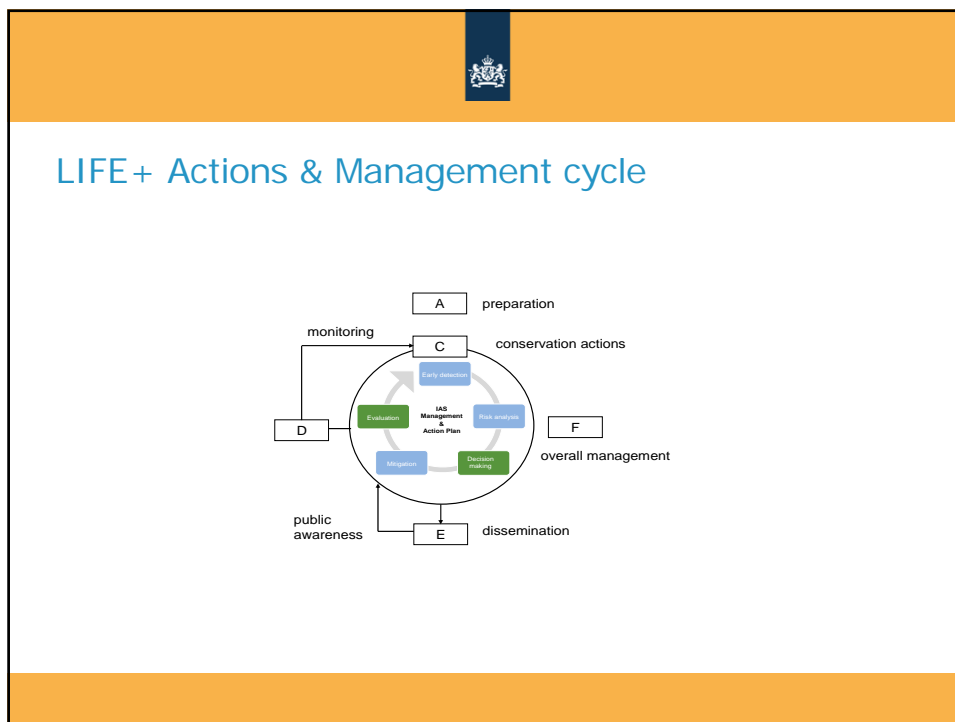 LIFE+ Actions & Management cycle
A
preparation
monitoring
C
conservation actions
Early detection
Evaluation
IAS
Management
&
Action Plan
Risk analysis
D
F
overall management
Mitigation
Decision
making
public
awareness
E
dissemination